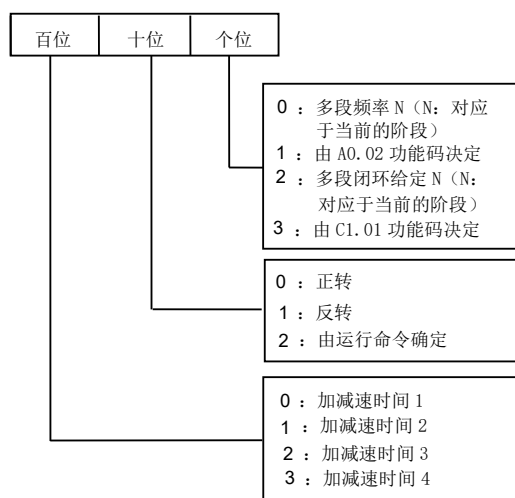 百位 十位 个位
0 : 多段频率 N（N: 对应
于当前的阶段）
1 : 由 A0.02 功能码决定
2 : 多段闭环给定 N（N:
对应于当前的阶段）
3 : 由 C1.01 功能码决定
0 : 正转
1 : 反转
2 : 由运行命令确定
0 : 加减速时间 1
1 : 加减速时间 2
2 : 加减速时间 3
3 : 加减速时间 4